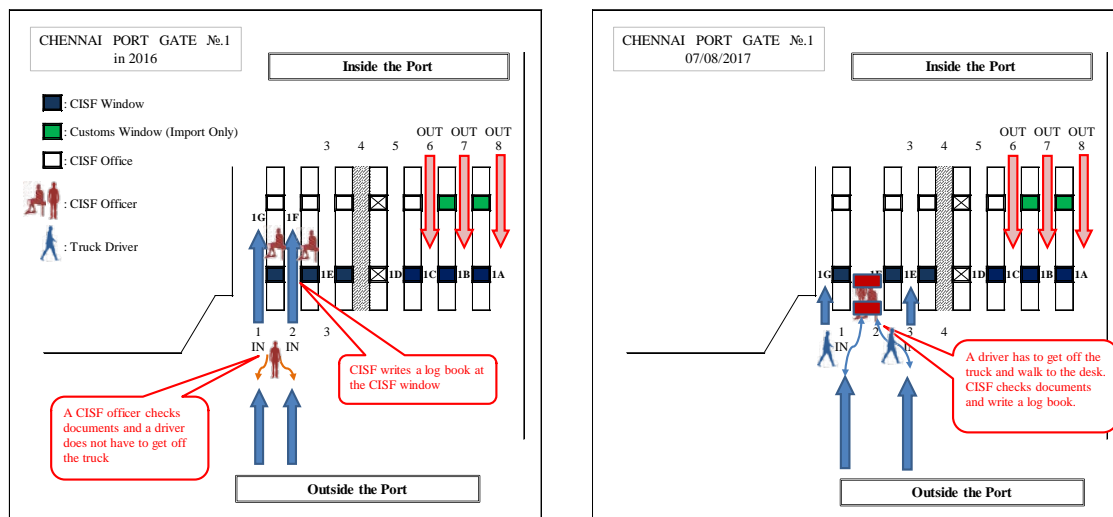 CHENNAI PORT GATE №.1
in 2016
Inside the Port
: CISF Window
: Customs Window (Import Only)
: CISF Office
: CISF Officer
: Truck Driver
OUT OUT OUT
3 4 5 6 7 8
1G 1F
1E 1D 1C 1B 1A
1 2 3
IN IN
CISF writes a log book at
the CISF window
A CISF officer checks
documents and a driver
does not have to get off
the truck
Outside the Port
CHENNAI PORT GATE №.1
07/08/2017
Inside the Port
OUT OUT OUT
3 4 5 6 7 8
1G 1F 1E 1D 1C 1B 1A
1 2 3 4
IN IN
A driver has to get off the
truck and walk to the desk.
CISF checks documents
and write a log book.
Outside the Port